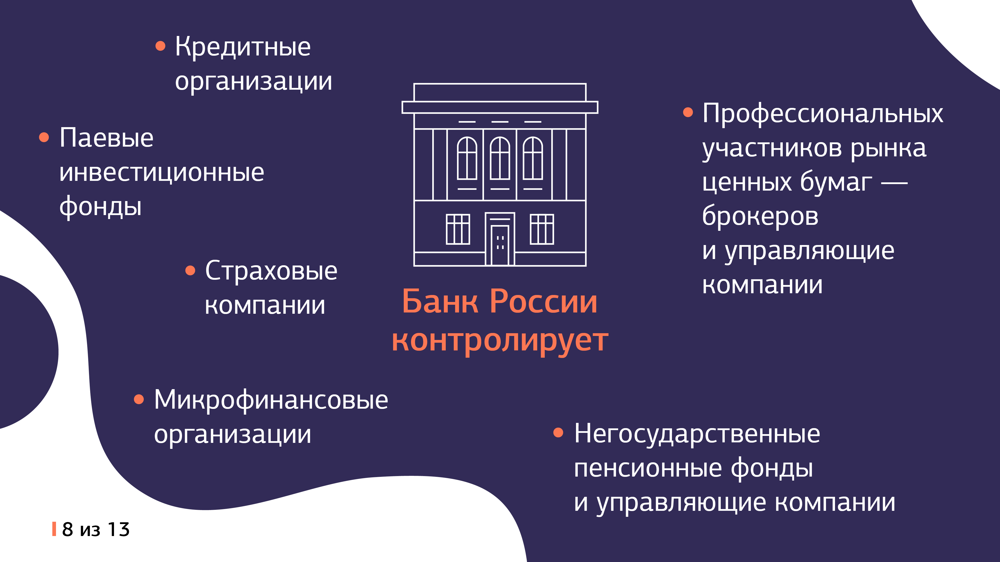 Кредитные
организации
Паевые
инвестиционные
фонды
Страховые
компании
Микрофинансовые
организации
Банк России
контролирует
Профессиональных
участников рынка
ценных бумаг —
брокеров
и управляющие
компании
Негосударственные
пенсионные фонды
и управляющие компании
8 из 13